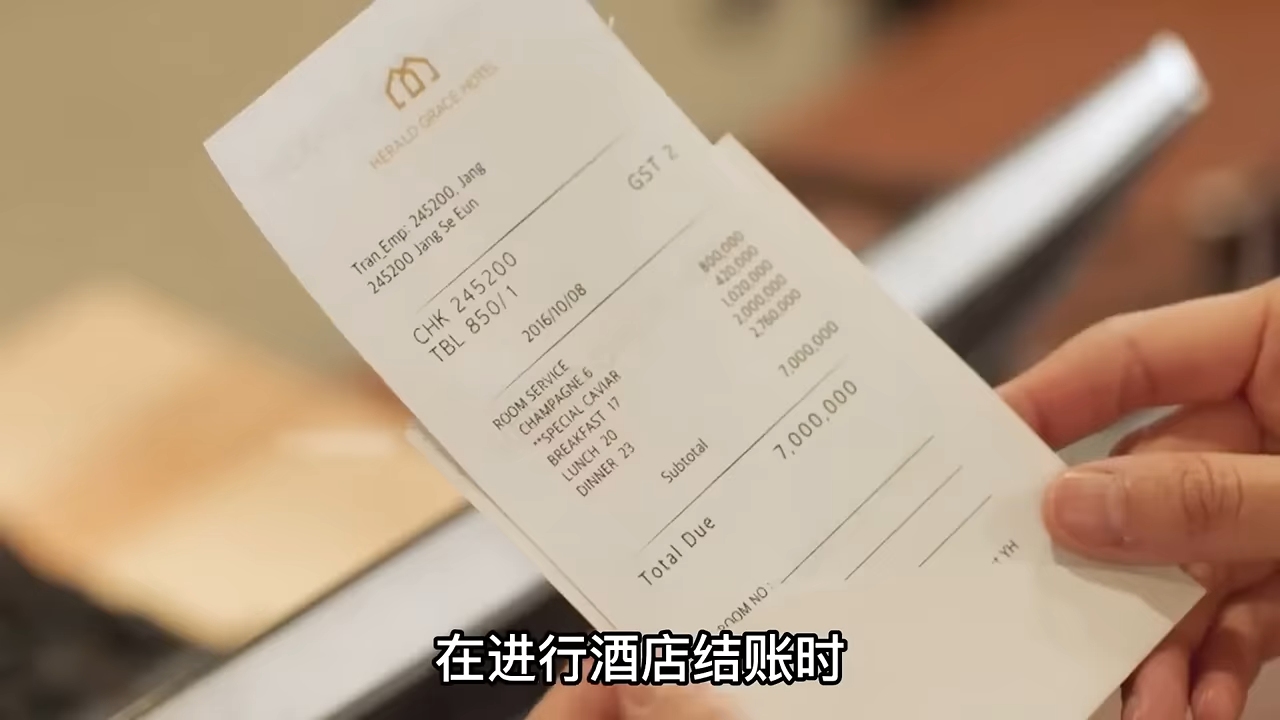 HERALD GRACE HOTEL
Tran_Emp: 245200, Jang
245200 Jang Se Eun
CHK 245200
TBL 850/1
GST 2
2016/10/08
ROOM SERVICE
CHAMPAGNE 6 800,000
**SPECIAL CAVIAR 420,000
BREAKFAST 17 1,020,000
LUNCH 20 2,000,000
DINNER 23 2,760,000
Subtotal 7,000,000
Total Due 7,000,000
ROOM NO :
YH
在进行酒店结账时